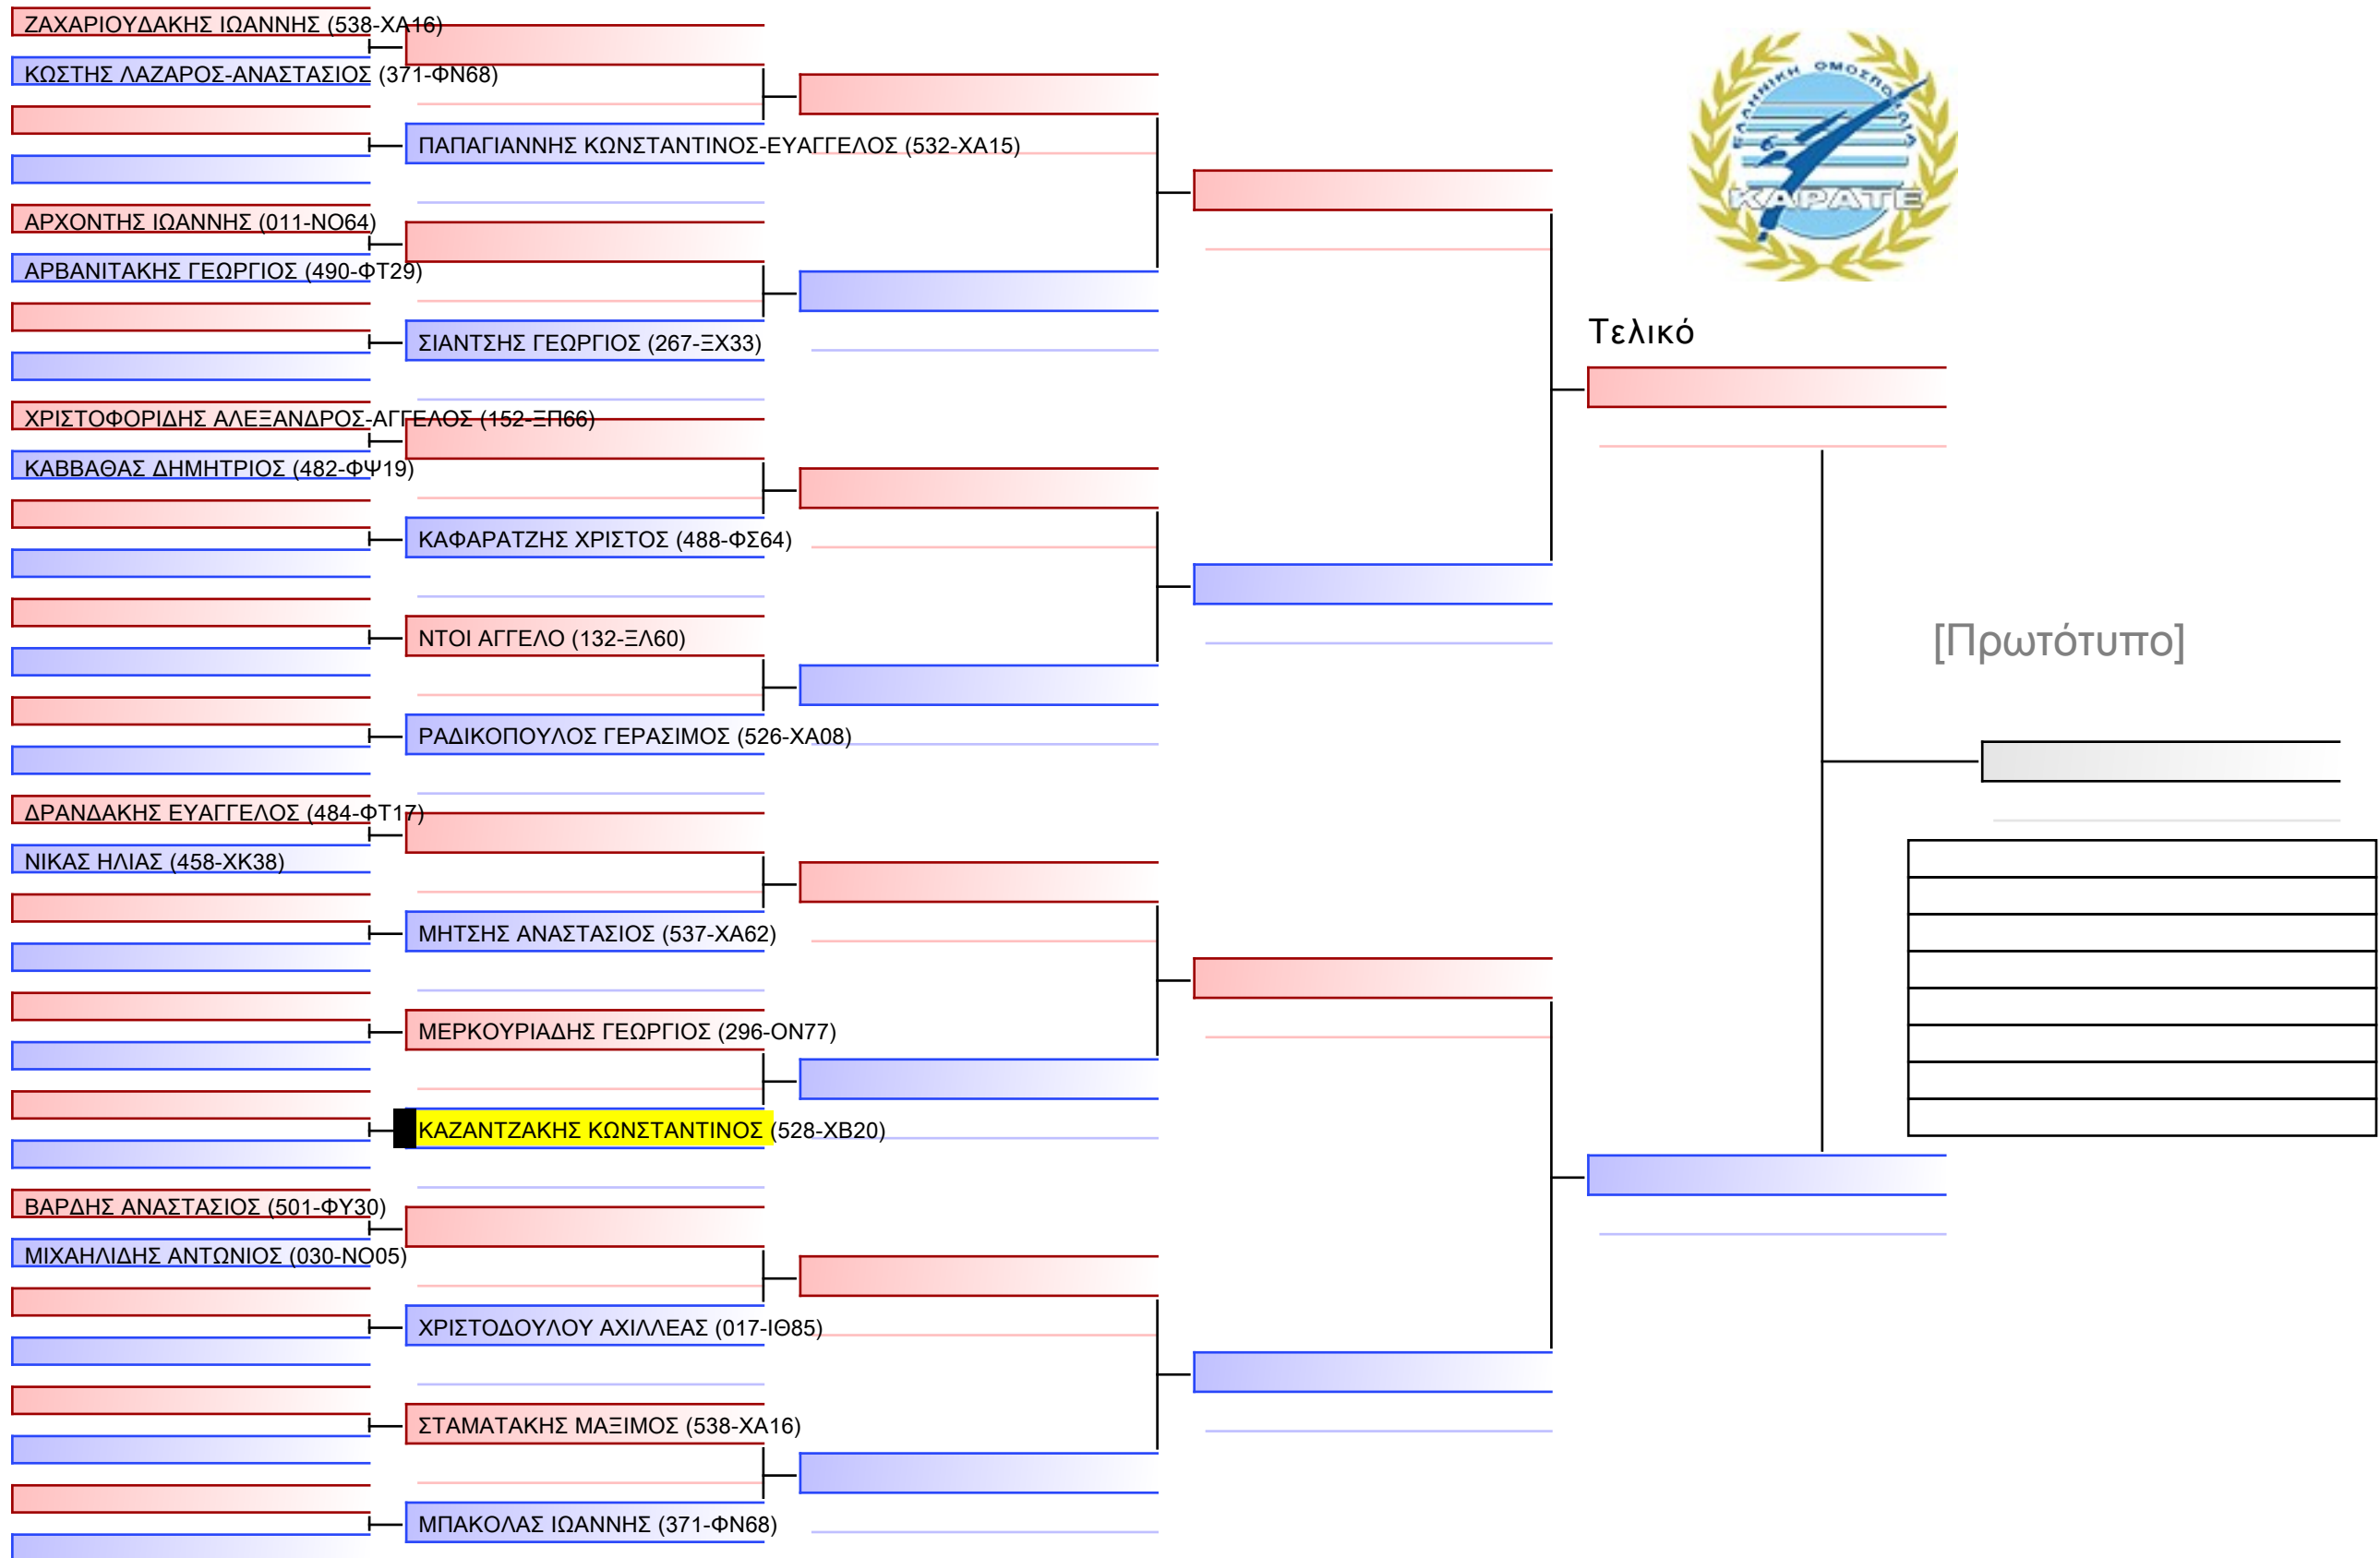 ΖΑΧΑΡΙΟΥΔΑΚΗΣ ΙΩΑΝΝΗΣ (538-ΧΑ16)
ΚΩΣΤΗΣ ΛΑΖΑΡΟΣ-ΑΝΑΣΤΑΣΙΟΣ (371-ΦΝ68)
ΠΑΠΑΓΙΑΝΝΗΣ ΚΩΝΣΤΑΝΤΙΝΟΣ-ΕΥΑΓΓΕΛΟΣ (532-ΧΑ15)
ΑΡΧΟΝΤΗΣ ΙΩΑΝΝΗΣ (011-ΝΟ64)
ΑΡΒΑΝΙΤΑΚΗΣ ΓΕΩΡΓΙΟΣ (490-ΦΤ29)
ΣΙΑΝΤΣΗΣ ΓΕΩΡΓΙΟΣ (267-ΞΧ33)
ΧΡΙΣΤΟΦΟΡΙΔΗΣ ΑΛΕΞΑΝΔΡΟΣ-ΑΓΓΕΛΟΣ (152-ΞΠ66)
ΚΑΒΒΑΘΑΣ ΔΗΜΗΤΡΙΟΣ (482-ΦΨ19)
ΚΑΦΑΡΑΤΖΗΣ ΧΡΙΣΤΟΣ (488-ΦΣ64)
ΝΤΟΙ ΑΓΓΕΛΟ (132-ΞΛ60)
ΡΑΔΙΚΟΠΟΥΛΟΣ ΓΕΡΑΣΙΜΟΣ (526-ΧΑ08)
ΔΡΑΝΔΑΚΗΣ ΕΥΑΓΓΕΛΟΣ (484-ΦΤ17)
ΝΙΚΑΣ ΗΛΙΑΣ (458-ΧΚ38)
ΜΗΤΣΗΣ ΑΝΑΣΤΑΣΙΟΣ (537-ΧΑ62)
ΜΕΡΚΟΥΡΙΑΔΗΣ ΓΕΩΡΓΙΟΣ (296-ΟΝ77)
ΚΑΖΑΝΤΖΑΚΗΣ ΚΩΝΣΤΑΝΤΙΝΟΣ (528-ΧΒ20)
ΒΑΡΔΗΣ ΑΝΑΣΤΑΣΙΟΣ (501-ΦΥ30)
ΜΙΧΑΗΛΙΔΗΣ ΑΝΤΩΝΙΟΣ (030-ΝΟ05)
ΧΡΙΣΤΟΔΟΥΛΟΥ ΑΧΙΛΛΕΑΣ (017-ΙΘ85)
ΣΤΑΜΑΤΑΚΗΣ ΜΑΞΙΜΟΣ (538-ΧΑ16)
ΜΠΑΚΟΛΑΣ ΙΩΑΝΝΗΣ (371-ΦΝ68)
ΕΛΛΗΝΙΚΗ ΟΜΟΣΠΟΝΔΙΑ
ΚΑΡΑΤΕ
Τελικό
[Πρωτότυπο]